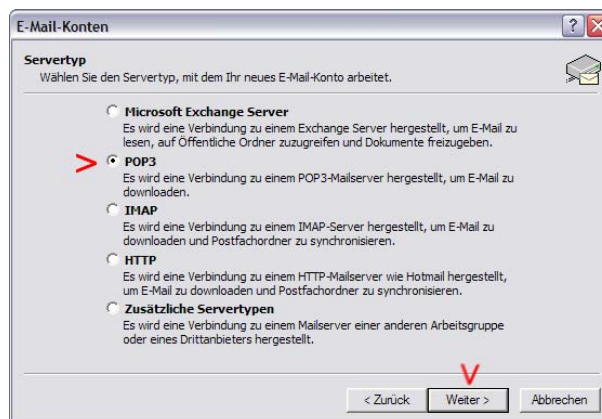 E-Mail-Konten
Servertyp
Wählen Sie den Servertyp, mit dem Ihr neues E-Mail-Konto arbeitet.
Microsoft Exchange Server
Es wird eine Verbindung zu einem Exchange Server hergestellt, um E-Mail zu
lesen, auf Öffentliche Ordner zuzugreifen und Dokumente freizugeben.
> POP3
Es wird eine Verbindung zu einem POP3-Mailserver hergestellt, um E-Mail zu
downloaden.
IMAP
Es wird eine Verbindung zu einem IMAP-Server hergestellt, um E-Mail zu
downloaden und Postfachordner zu synchronisieren.
HTTP
Es wird eine Verbindung zu einem HTTP-Mailserver wie Hotmail hergestellt,
um E-Mail zu downloaden und Postfachordner zu synchronisieren.
Zusätzliche Servertypen
Es wird eine Verbindung zu einem Mailserver einer anderen Arbeitsgruppe
oder eines Drittanbieters hergestellt.
V
< Zurück Weiter > Abbrechen